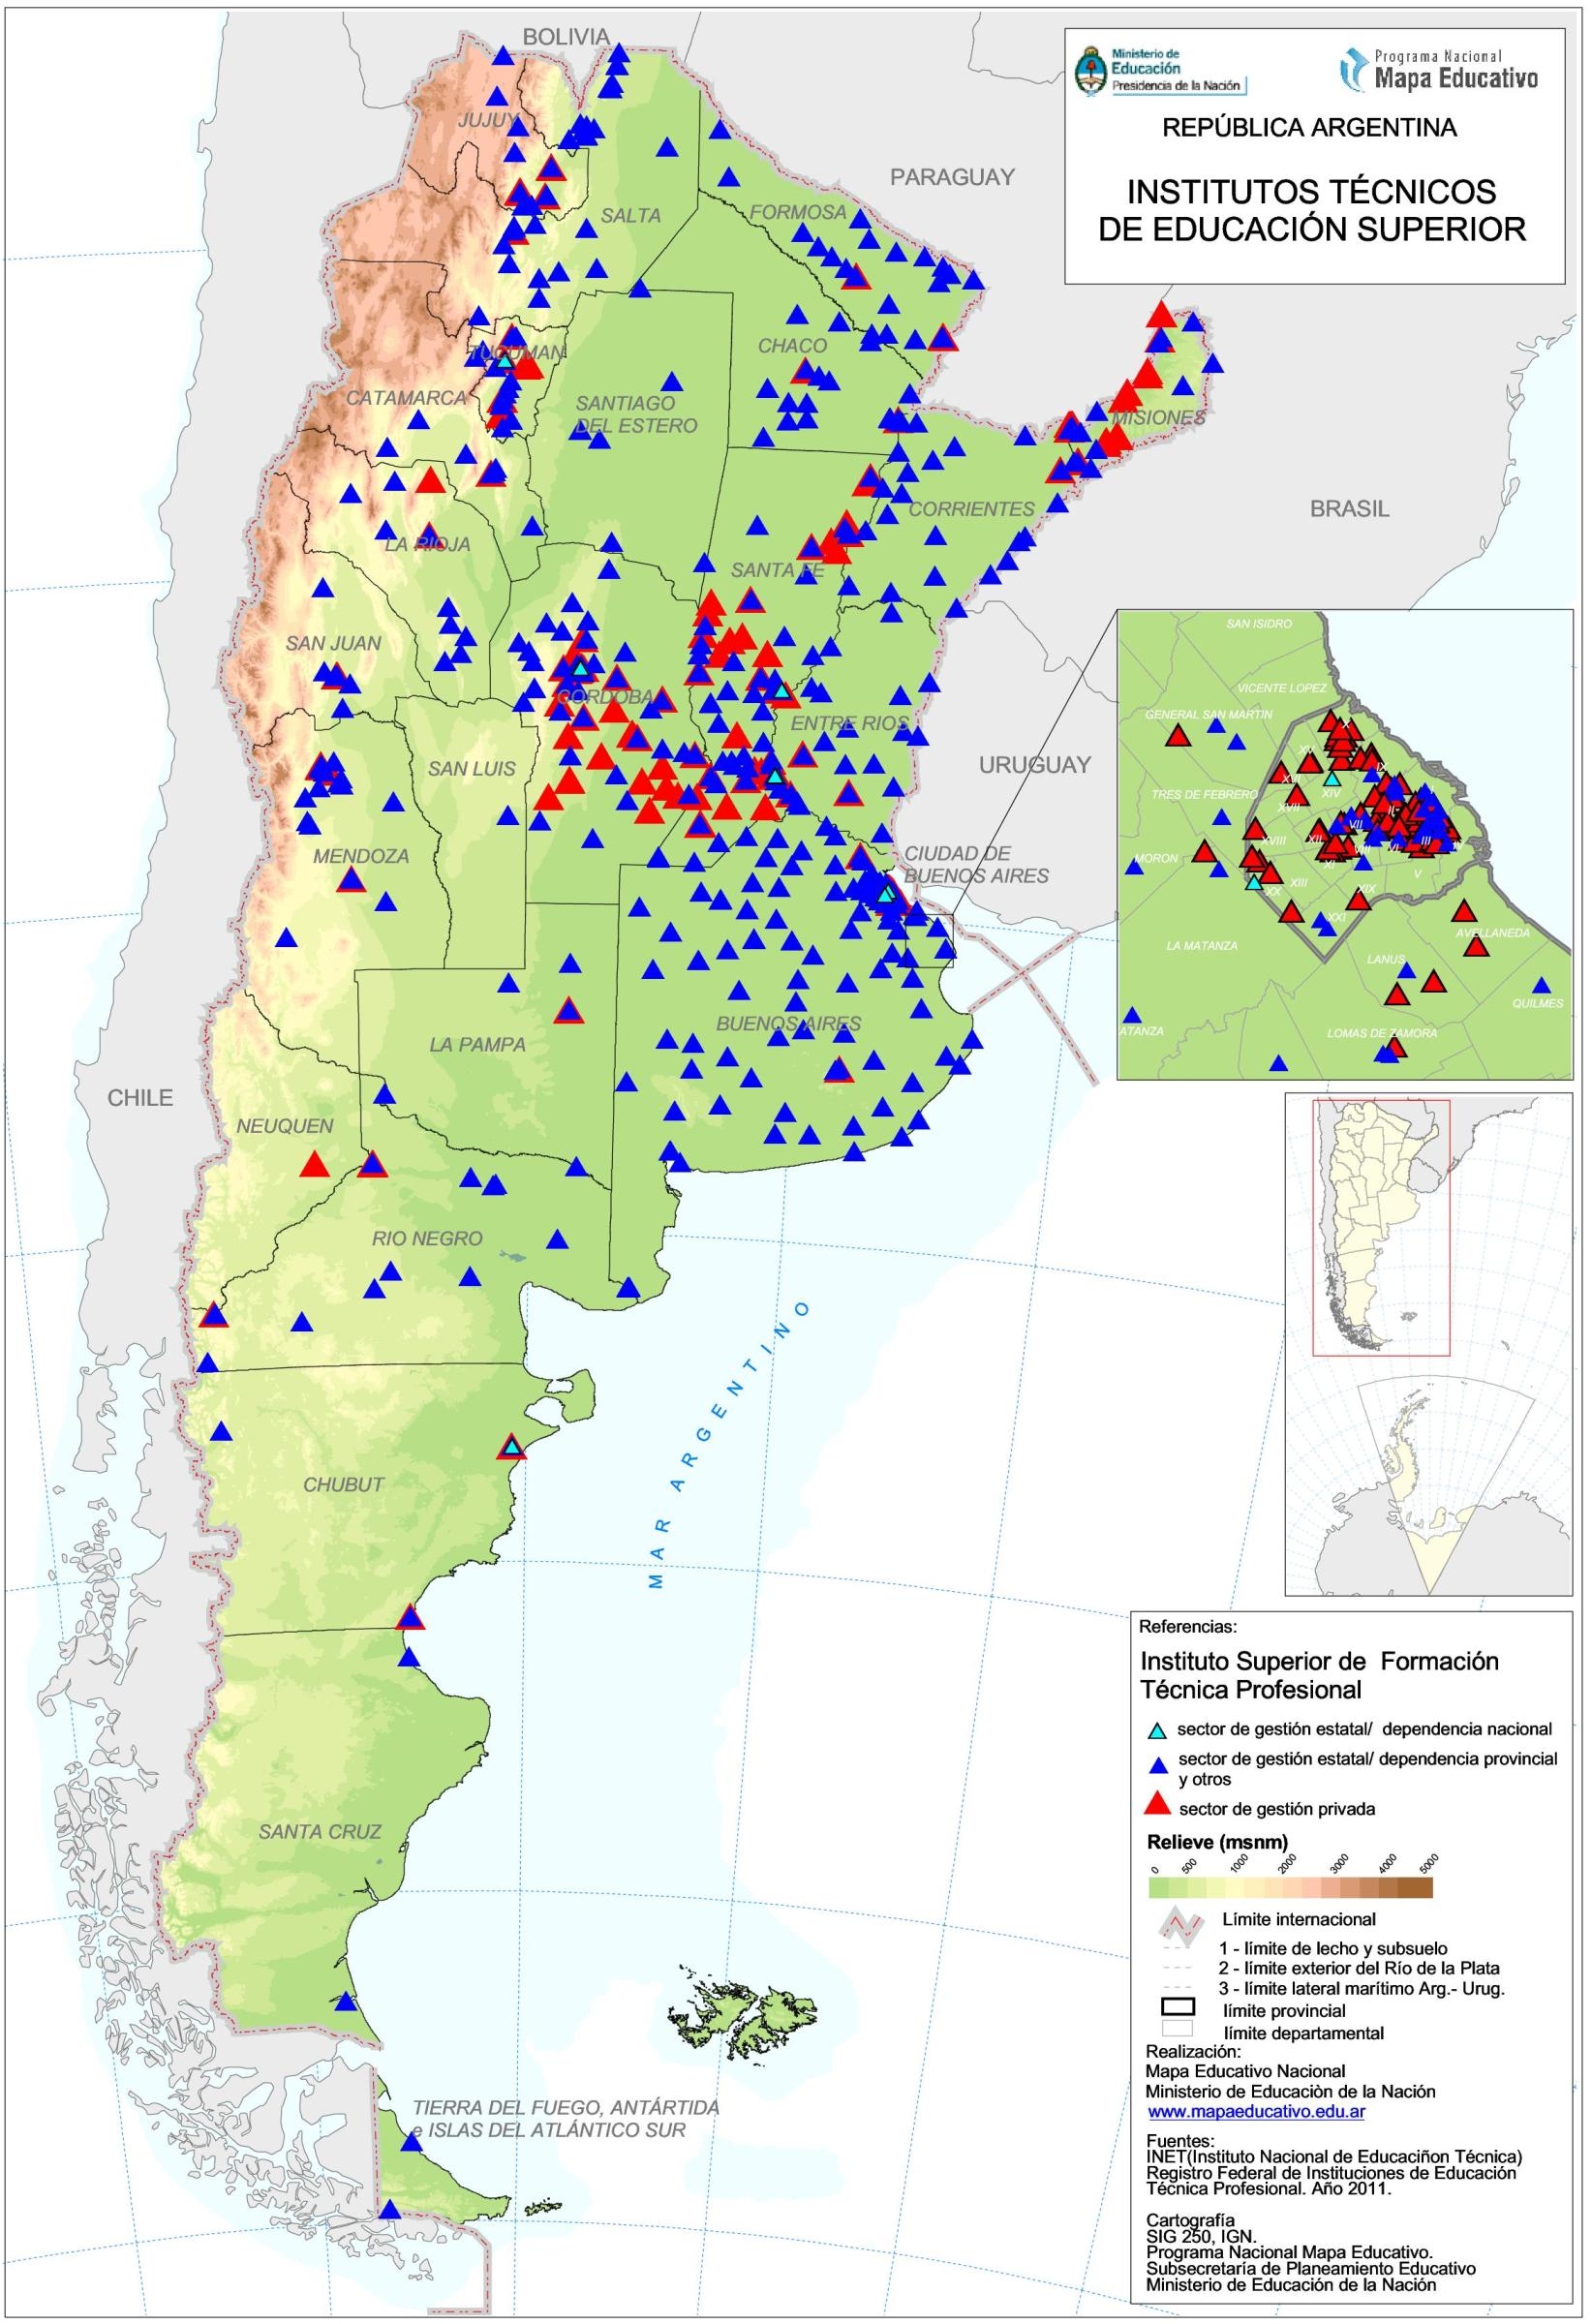 Ministerio de
Educación
Presidencia de la Nación
Programa Nacional
Mapa Educativo
REPÚBLICA ARGENTINA
INSTITUTOS TÉCNICOS
DE EDUCACIÓN SUPERIOR
BOLIVIA
PARAGUAY
BRASIL
URUGUAY
CHILE
JUJUY
SALTA
FORMOSA
CHACO
TUCUMAN
CATAMARCA
SANTIAGO
DEL ESTERO
MISIONES
CORRIENTES
LA RIOJA
SANTA FE
SAN JUAN
CORDOBA
ENTRE RIOS
SAN LUIS
MENDOZA
CIUDAD DE
BUENOS AIRES
BUENOS AIRES
LA PAMPA
NEUQUEN
RIO NEGRO
CHUBUT
SANTA CRUZ
TIERRA DEL FUEGO, ANTÁRTIDA
e ISLAS DEL ATLÁNTICO SUR
MAR ARGENTINO
SAN ISIDRO
VICENTE LOPEZ
GENERAL SAN MARTIN
TRES DE FEBRERO
MORON
LA MATANZA
AVELLANEDA
LANUS
QUILMES
ATANZA
LOMAS DE ZAMORA
IX
XVI
XIV
XVII
I
II
VII
XVIII
XII
VIII
VI
III
XI
V
XIII
XX
XIX
XXI
Referencias:
Instituto Superior de Formación
Técnica Profesional
sector de gestión estatal/ dependencia nacional
sector de gestión estatal/ dependencia provincial
y otros
sector de gestión privada
Relieve (msnm)
0 500 1000 2000 3000 4000 5000
Límite internacional
1 - límite de lecho y subsuelo
2 - límite exterior del Río de la Plata
3 - límite lateral marítimo Arg.- Urug.
límite provincial
límite departamental
Realización:
Mapa Educativo Nacional
Ministerio de Educaciòn de la Nación
www.mapaeducativo.edu.ar
Fuentes:
INET(Instituto Nacional de Educaciñon Técnica)
Registro Federal de Instituciones de Educación
Técnica Profesional. Año 2011.
Cartografía
SIG 250, IGN.
Programa Nacional Mapa Educativo.
Subsecretaría de Planeamiento Educativo
Ministerio de Educación de la Nación